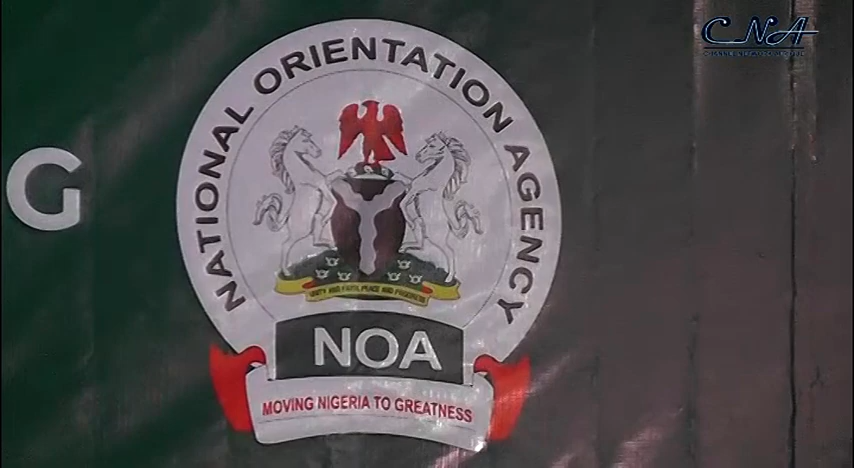 CNA
G
NATIONAL ORIENTATION AGENCY
UNITY AND FAITH, PEACE AND PROGRESS
NOA
MOVING NIGERIA TO GREATNESS